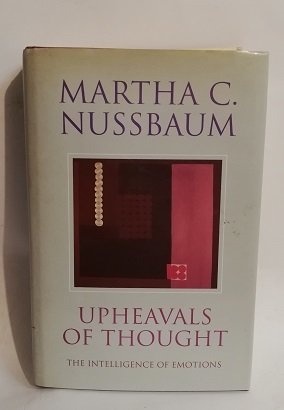 MARTHA C.
NUSSBAUM
UPHEAVALS
OF THOUGHT
THE INTELLIGENCE OF EMOTIONS